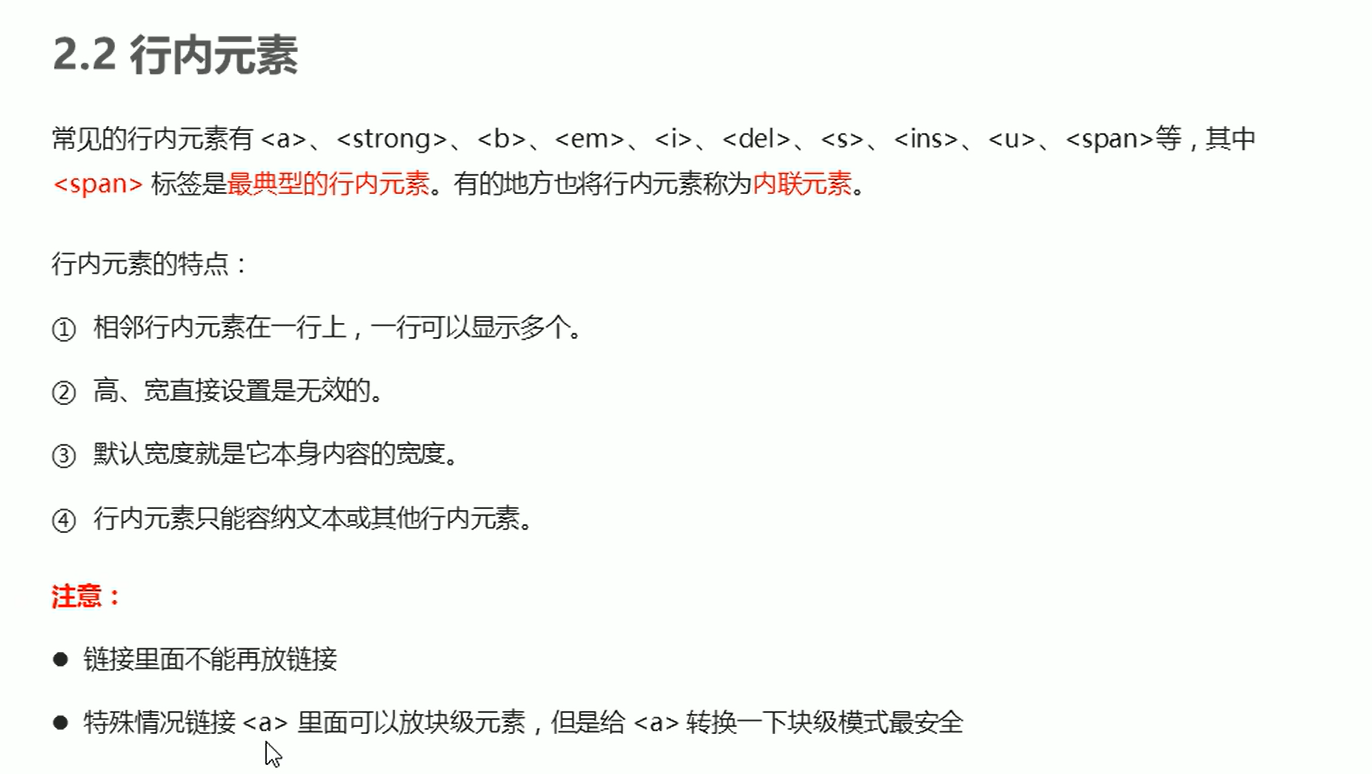 2.2 行内元素
常见的行内元素有 <a>、<strong>、<b>、<em>、<i>、<del>、<s>、<ins>、<u>、<span>等，其中
<span> 标签是最典型的行内元素。有的地方也将行内元素称为内联元素。
行内元素的特点：
① 相邻行内元素在一行上，一行可以显示多个。
② 高、宽直接设置是无效的。
③ 默认宽度就是它本身内容的宽度。
④ 行内元素只能容纳文本或其他行内元素。
注意：
● 链接里面不能再放链接
● 特殊情况链接 <a> 里面可以放块级元素，但是给 <a> 转换一下块级模式最安全